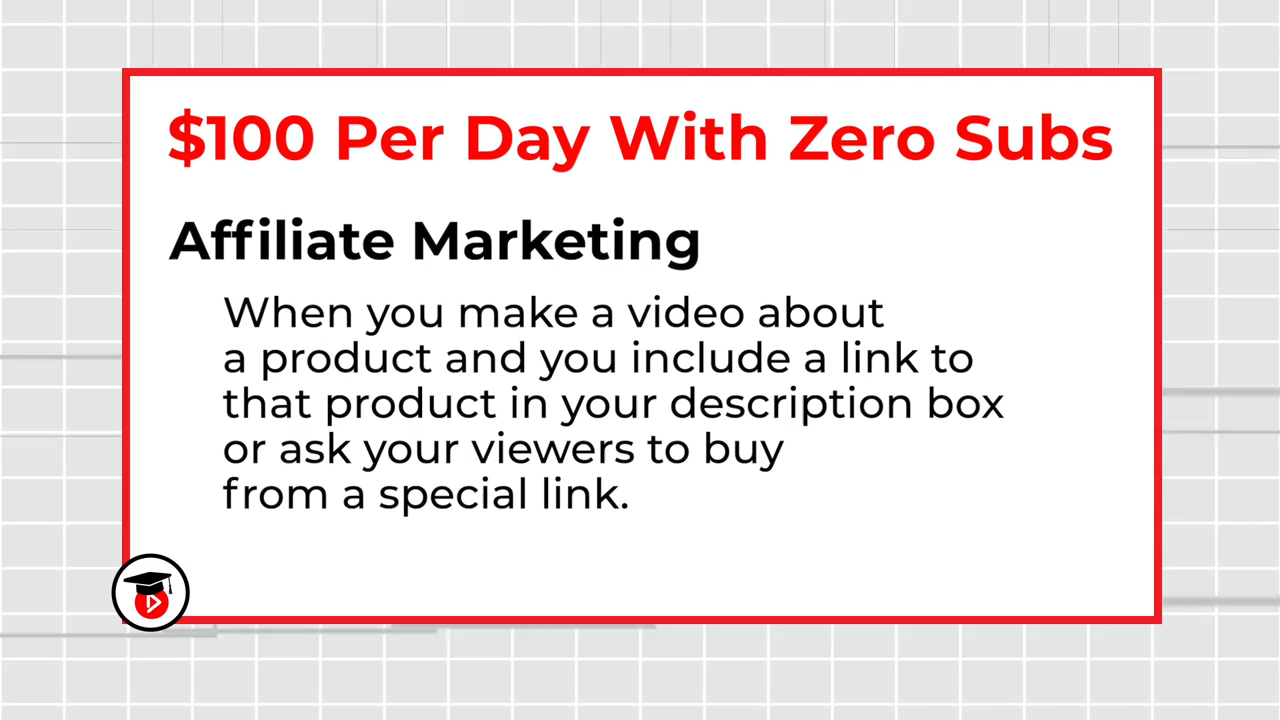 $100 Per Day With Zero Subs
Affiliate Marketing
When you make a video about
a product and you include a link to
that product in your description box
or ask your viewers to buy
from a special link.